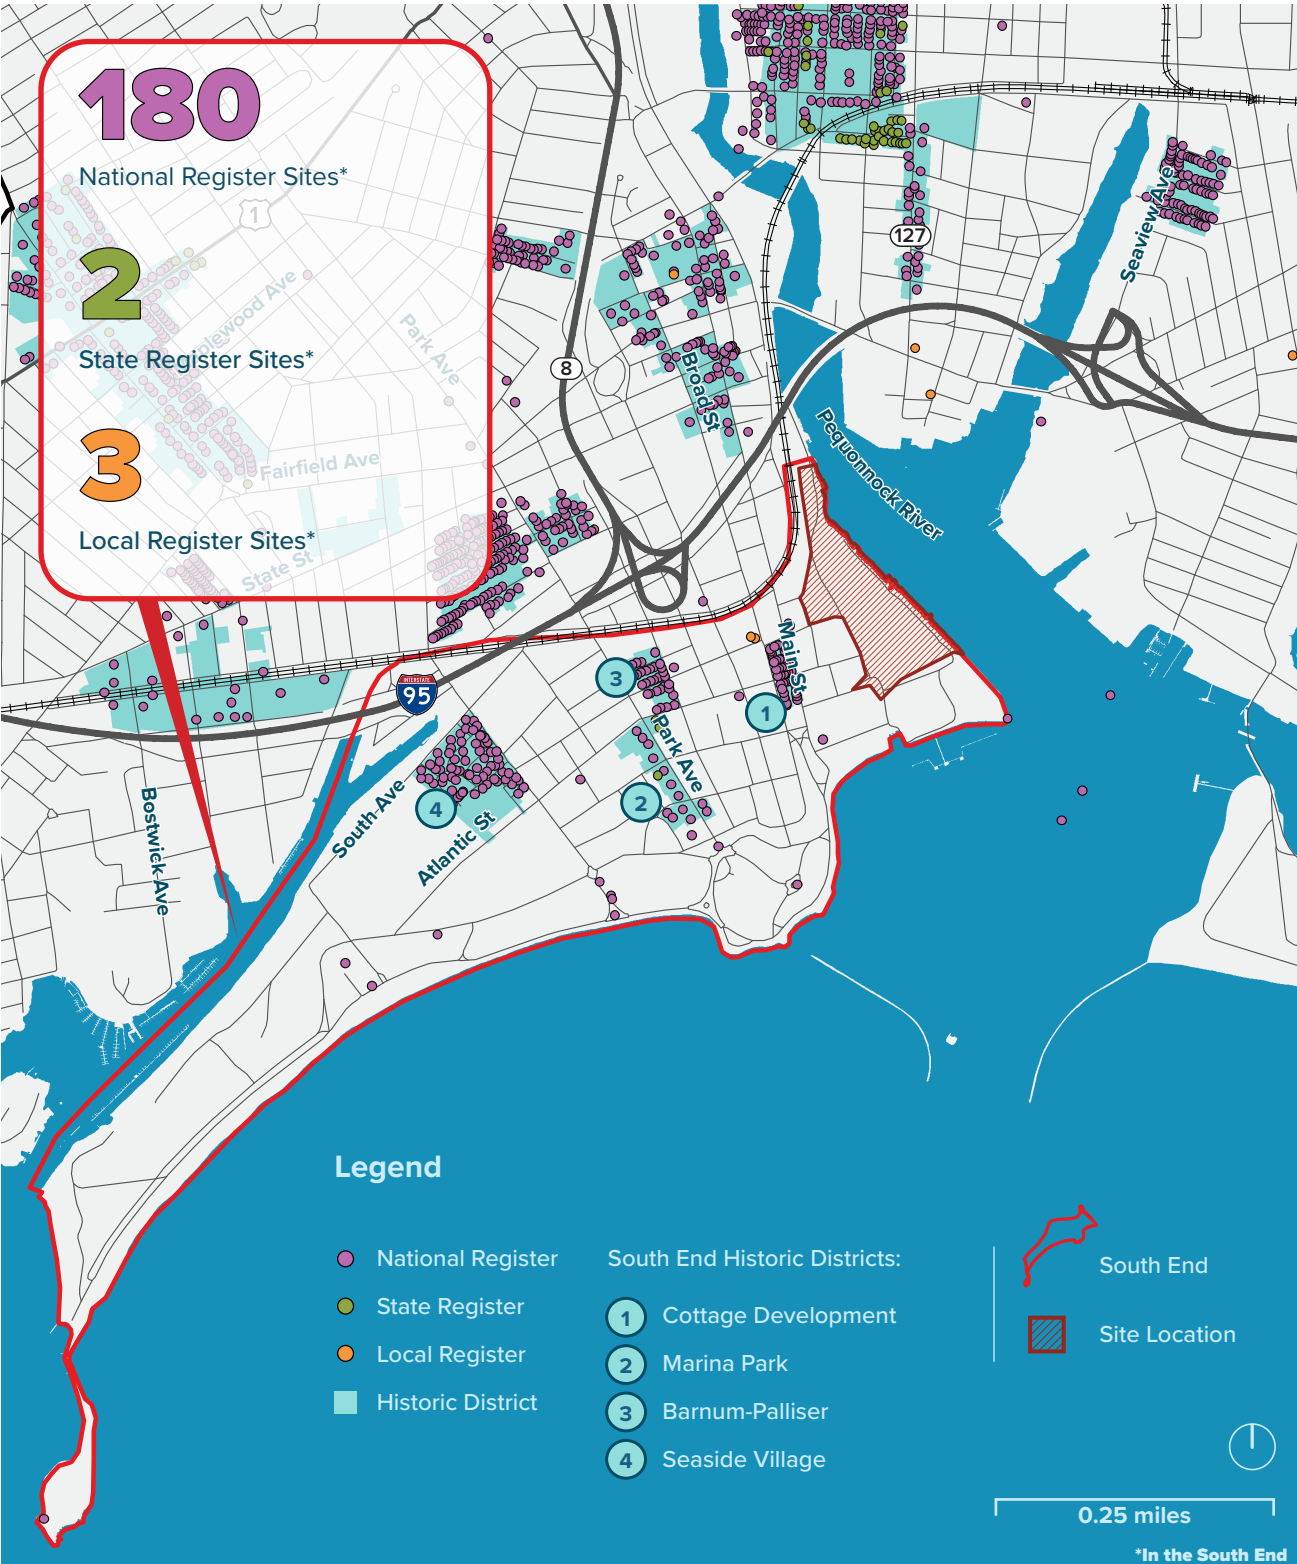 180
National Register Sites*
1
2
State Register Sites*
Park Ave
3
Fairfield Ave
Local Register Sites*
State St
8
127
Seaview Ave
Broad St
Pequonnock River
INTERSTATE
95
Main St
3
1
Park Ave
2
4
South Ave
Atlantic St
Bostwick Ave
Legend
National Register
State Register
Local Register
Historic District
South End Historic Districts:
1 Cottage Development
2 Marina Park
3 Barnum-Palliser
4 Seaside Village
South End
Site Location
0.25 miles
*In the South End